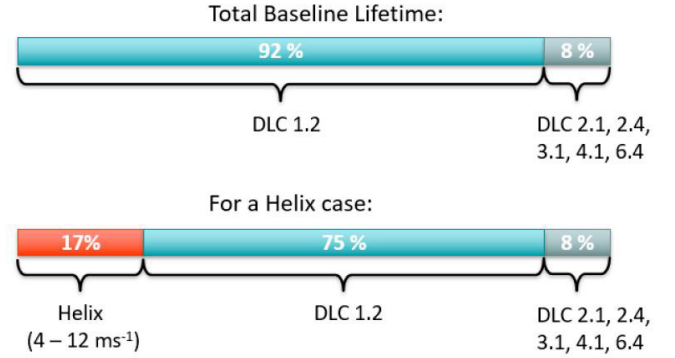 Total Baseline Lifetime:
92 % 8 %
DLC 1.2 DLC 2.1, 2.4,
3.1, 4.1, 6.4
For a Helix case:
17% 75 % 8 %
Helix DLC 1.2 DLC 2.1, 2.4,
(4 – 12 ms⁻¹) 3.1, 4.1, 6.4